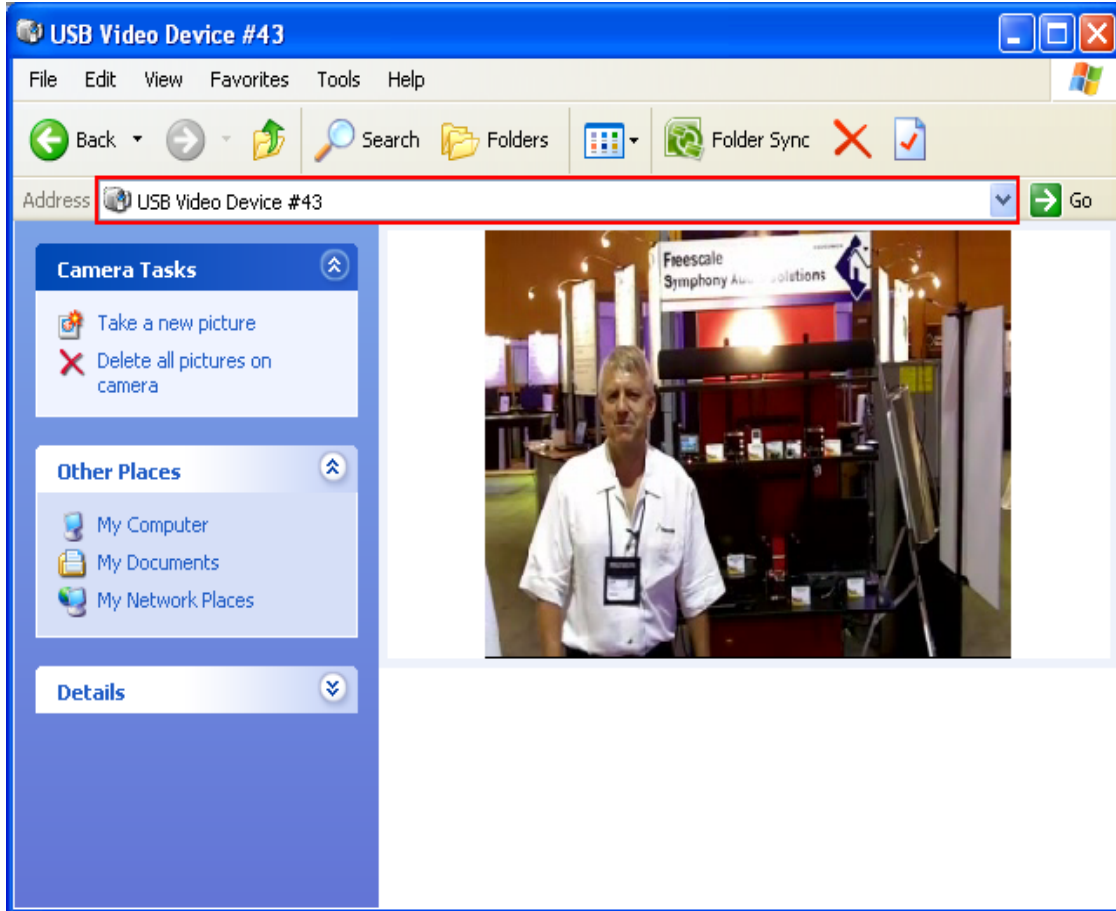 USB Video Device #43
File Edit View Favorites Tools Help
Back Search Folders Folder Sync
Address USB Video Device #43 Go
Camera Tasks
Take a new picture
Delete all pictures on
camera
Other Places
My Computer
My Documents
My Network Places
Details
Freescale
Symphony